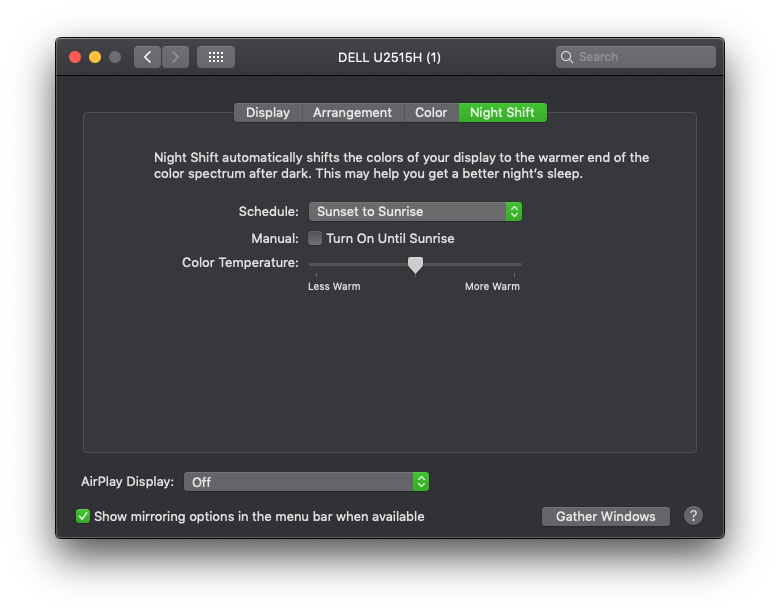 DELL U2515H (1)
Search
Display Arrangement Color Night Shift
Night Shift automatically shifts the colors of your display to the warmer end of the
color spectrum after dark. This may help you get a better night's sleep.
Schedule: Sunset to Sunrise
Manual: Turn On Until Sunrise
Color Temperature:
Less Warm More Warm
AirPlay Display: Off
Show mirroring options in the menu bar when available
Gather Windows ?